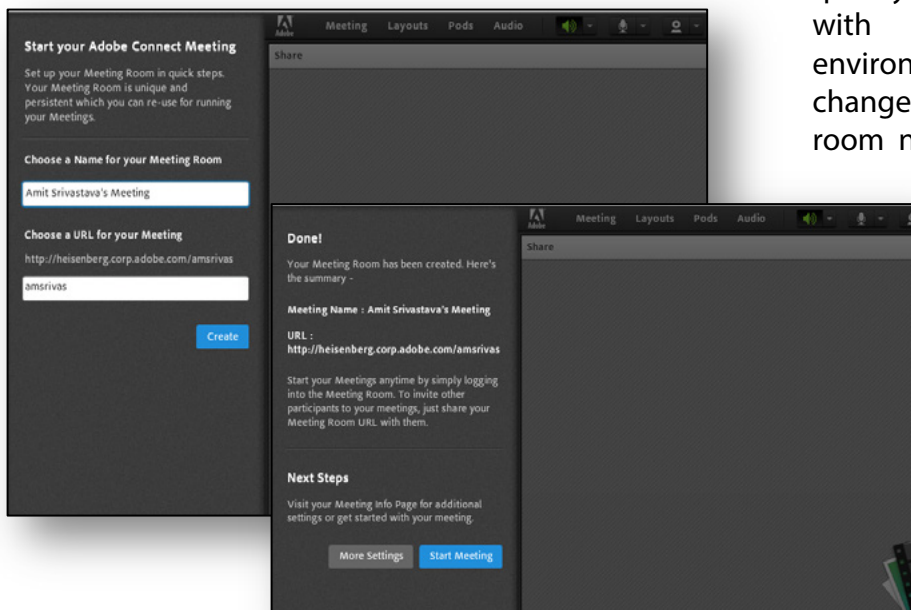 Start your Adobe Connect Meeting
Set up your Meeting Room in quick steps.
Your Meeting Room is unique and
persistent which you can re-use for running
your Meetings.
Choose a Name for your Meeting Room
Amit Srivastava's Meeting
Choose a URL for your Meeting
http://heisenberg.corp.adobe.com/amsrivas
amsrivas
Create
Adobe Meeting Layouts Pods Audio
Share
with
change
room
Done!
Your Meeting Room has been created. Here's
the summary -
Meeting Name : Amit Srivastava's Meeting
URL :
http://heisenberg.corp.adobe.com/amsrivas
Start your Meetings anytime by simply logging
into the Meeting Room. To invite other
participants to your meetings, just share your
Meeting Room URL with them.
Next Steps
Visit your Meeting Info Page for additional
settings or get started with your meeting.
More Settings Start Meeting
Adobe Meeting Layouts Pods Audio
Share